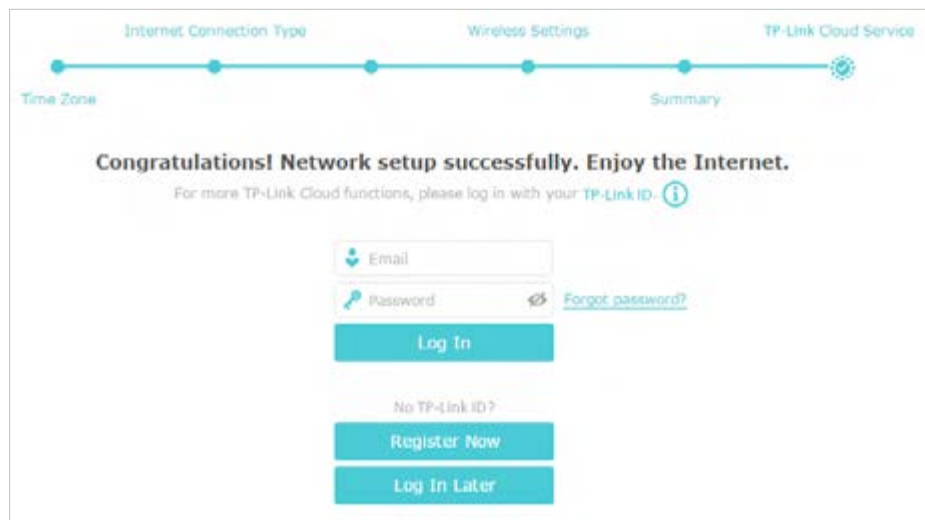 Internet Connection Type
Wireless Settings
TP-Link Cloud Service
Time Zone
Summary
Congratulations! Network setup successfully. Enjoy the Internet.
For more TP-Link Cloud functions, please log in with your TP-Link ID.
Email
Password
Forgot password?
Log In
No TP-Link ID?
Register Now
Log In Later